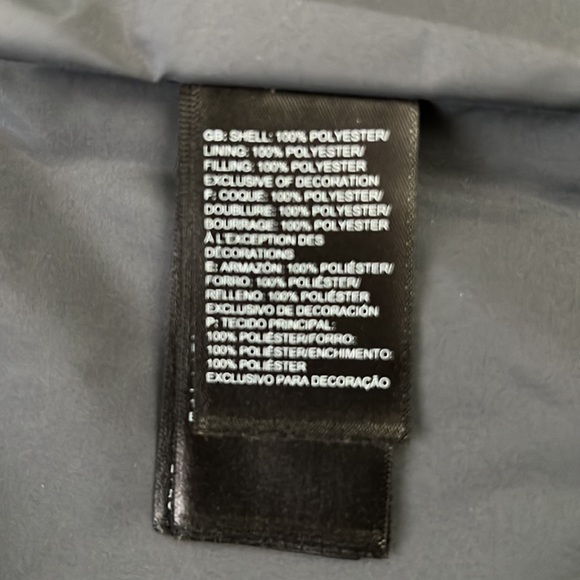 GB: SHELL: 100% POLYESTER/
LINING: 100% POLYESTER/
FILLING: 100% POLYESTER
EXCLUSIVE OF DECORATION
F: COQUE: 100% POLYESTER/
DOUBLURE: 100% POLYESTER/
BOURRAGE: 100% POLYESTER
À L'EXCEPTION DES
DÉCORATIONS
E: ARMAZÓN: 100% POLIÉSTER/
FORRO: 100% POLIÉSTER/
RELLENO: 100% POLIÉSTER
EXCLUSIVO DE DECORACIÓN
P: TECIDO PRINCIPAL:
100% POLIÉSTER/FORRO:
100% POLIÉSTER/ENCHIMENTO:
100% POLIÉSTER
EXCLUSIVO PARA DECORAÇÃO